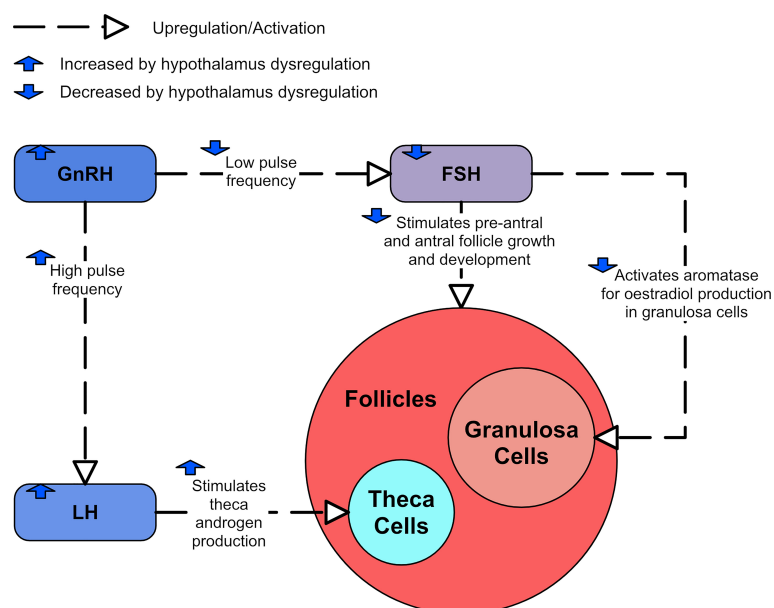 Upregulation/Activation
Increased by hypothalamus dysregulation
Decreased by hypothalamus dysregulation
GnRH
Low pulse
frequency
FSH
Stimulates pre-antral
and antral follicle growth
and development
Activates aromatase
for oestradiol production
in granulosa cells
High pulse
frequency
Follicles
Granulosa
Cells
LH
Stimulates
theca
androgen
production
Theca
Cells